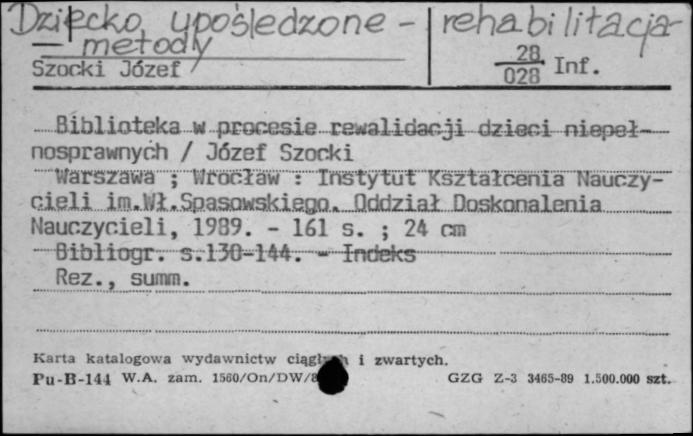 Dziecko upośledzone - rehabilitacja -
- metody
Szocki Józef
28
028 Inf.
Biblioteka w procesie rewalidacji dzieci niepeł-
nosprawnych / Józef Szocki
Warszawa ; Wrocław : Instytut Kształcenia Nauczy-
cieli im.Wł.Spasowskiego. Oddział Doskonalenia
Nauczycieli, 1989. - 161 s. ; 24 cm
Bibliogr. s.130-144. - Indeks
Rez., summ.
Karta katalogowa wydawnictw i zwartych.
Pu-B-144 W.A. zam. 1560/On/DW/8
GZG Z-3 3465-89 1.500.000 szt.